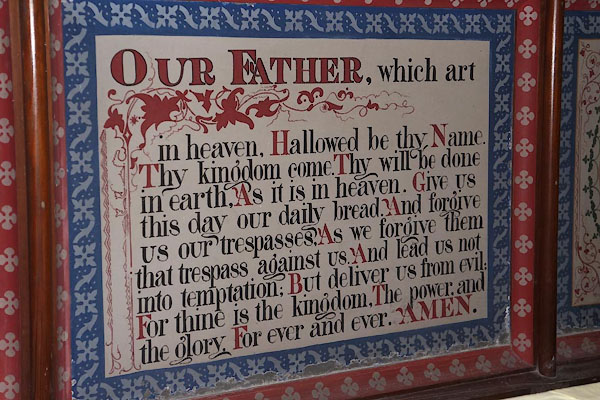 OUR FATHER, which art
in heaven, Hallowed be thy Name.
Thy kingdom come. Thy will be done
in earth, As it is in heaven. Give us
this day our daily bread, And forgive
us our trespasses, As we forgive them
that trespass against us. And lead us not
into temptation; But deliver us from evil:
For thine is the kingdom, The power, and
the glory, For ever and ever. AMEN.